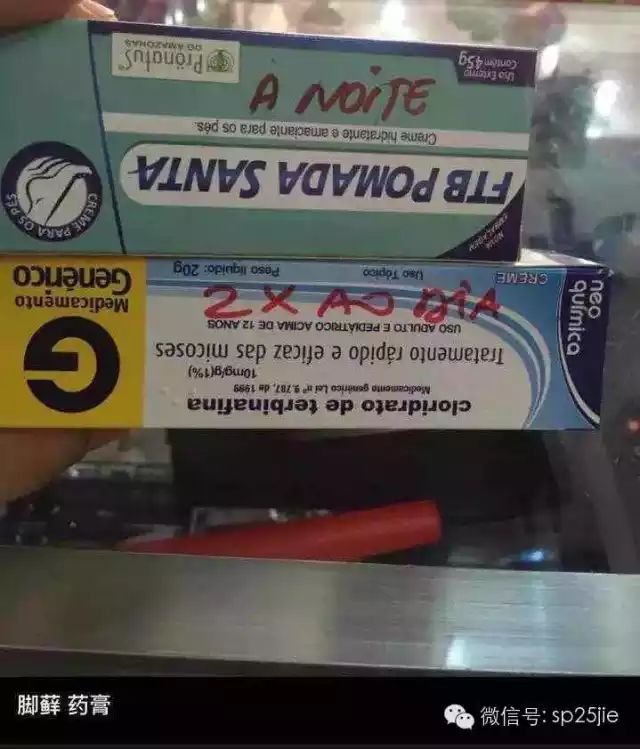 Pronatus
DO AMAZONAS
Uso Externo
Contém 45g
À NOITE
Creme hidratante e amaciante para os pés.
FTB POMADA SANTA
CREME PARA OS PÉS
NOVA
EMBALAGEM
Medicamento
Genérico
G
Peso líquido: 20g
Uso Tópico
CREME
neo
química
2X AO DIA
USO ADULTO E PEDIÁTRICO ACIMA DE 12 ANOS
Tratamento rápido e eficaz das micoses
10mg/g(1%)
Medicamento genérico Lei nº 9.787, de 1999
cloridrato de terbinafina
脚藓 药膏
微信号: sp25jie